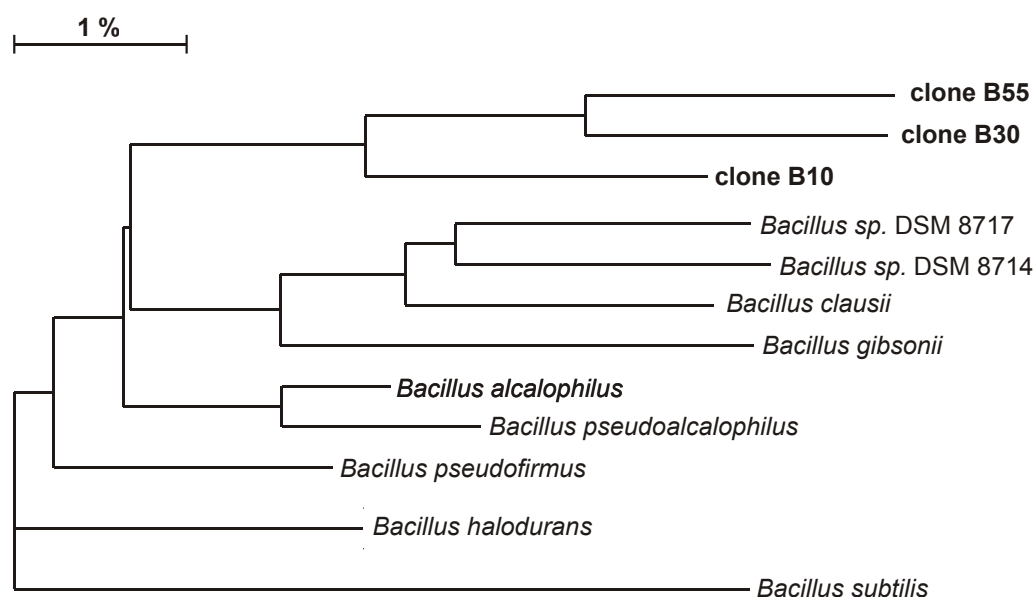 1 %
clone B55
clone B30
clone B10
Bacillus sp. DSM 8717
Bacillus sp. DSM 8714
Bacillus clausii
Bacillus gibsonii
Bacillus alcalophilus
Bacillus pseudoalcalophilus
Bacillus pseudofirmus
Bacillus halodurans
Bacillus subtilis